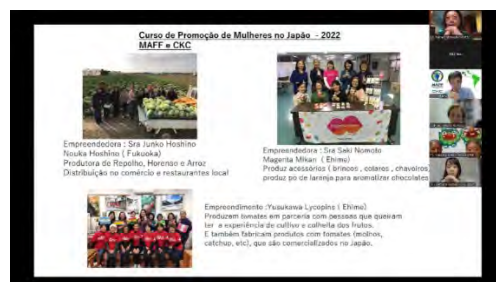 Curso de Promoção de Mulheres no Japão - 2022
MAFF e CKC
Empreendedora : Sra Junko Hoshino
Nouka Hoshino ( Fukuoka)
Produtora de Repolho, Horenso e Arroz
Distribuição no comércio e restaurantes local
Empreendedora : Sra Seki Nomoto
Magenta Mikan ( Ehime)
Produz acessórios ( brincos , colares , chaveiros,
produz pó de laranja para aromatizar chocolates
Empreendimento :Yusukawa Lycopine ( Ehime)
Produzem tomates em parceria com pessoas que queiram
ter a experiência de cultivo e colheita dos frutos.
E também fabricam produtos com tomates (molhos,
catchup, etc), que são comercializados no Japão.